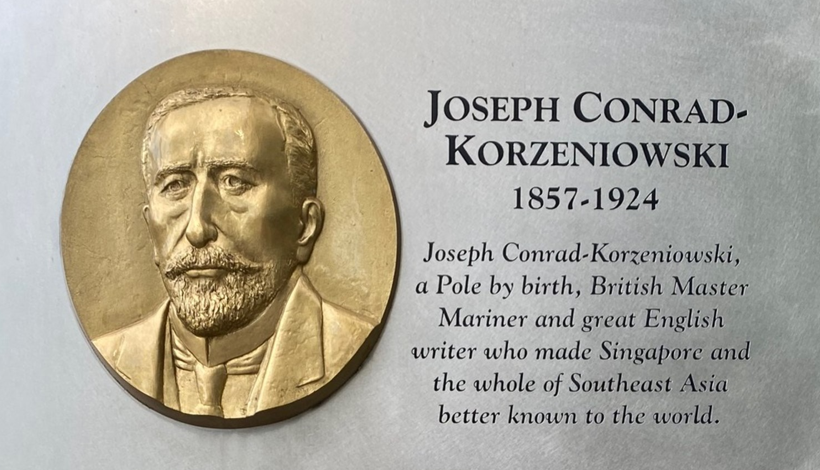 JOSEPH CONRAD-
KORZENIOWSKI
1857-1924
Joseph Conrad-Korzeniowski,
a Pole by birth, British Master
Mariner and great English
writer who made Singapore and
the whole of Southeast Asia
better known to the world.